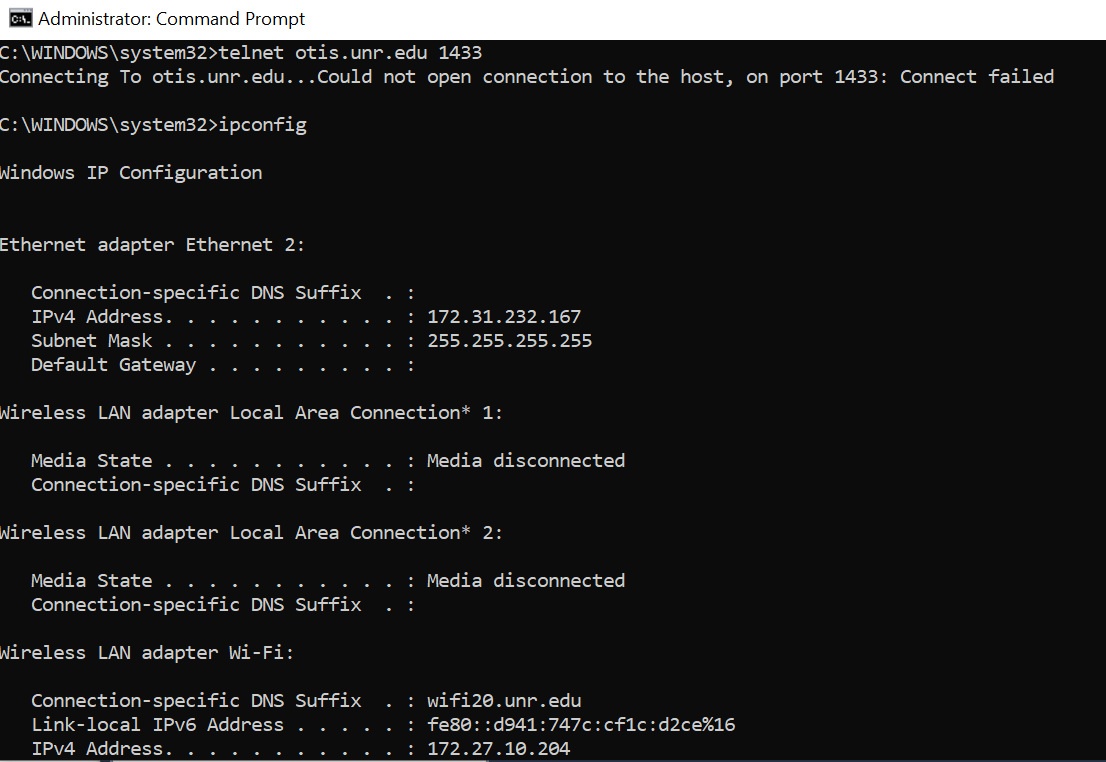 Administrator: Command Prompt
C:\WINDOWS\system32>telnet otis.unr.edu 1433
Connecting To otis.unr.edu...Could not open connection to the host, on port 1433: Connect failed
C:\WINDOWS\system32>ipconfig
Windows IP Configuration
Ethernet adapter Ethernet 2:
Connection-specific DNS Suffix  . :
IPv4 Address. . . . . . . . . . . : 172.31.232.167
Subnet Mask . . . . . . . . . . . : 255.255.255.255
Default Gateway . . . . . . . . . :
Wireless LAN adapter Local Area Connection* 1:
Media State . . . . . . . . . . . : Media disconnected
Connection-specific DNS Suffix  . :
Wireless LAN adapter Local Area Connection* 2:
Media State . . . . . . . . . . . : Media disconnected
Connection-specific DNS Suffix  . :
Wireless LAN adapter Wi-Fi:
Connection-specific DNS Suffix  . : wifi20.unr.edu
Link-local IPv6 Address . . . . . : fe80::d941:747c:cf1c:d2ce%16
IPv4 Address. . . . . . . . . . . : 172.27.10.204